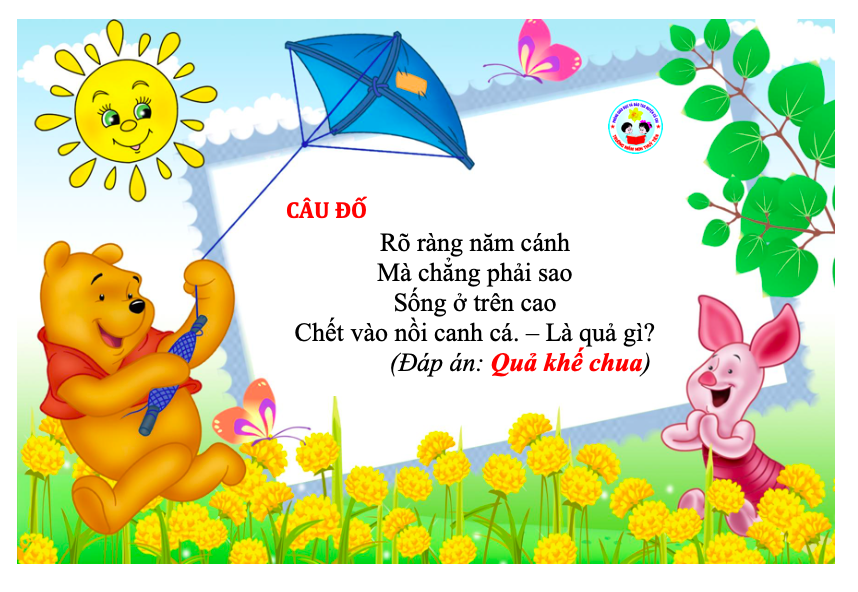 CÂU ĐỐ
Rõ ràng năm cánh
Mà chẳng phải sao
Sống ở trên cao
Chết vào nồi canh cá. – Là quả gì?
(Đáp án: Quả khế chua)